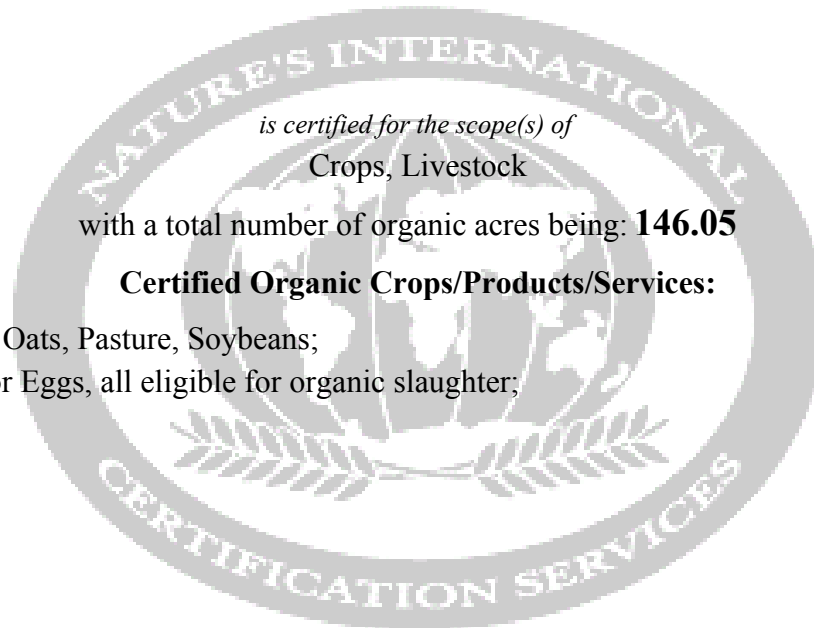 NATURE'S INTERNATIONAL
is certified for the scope(s) of
Crops, Livestock
with a total number of organic acres being: 146.05
Certified Organic Crops/Products/Services:
Oats, Pasture, Soybeans;
Eggs, all eligible for organic slaughter;
CERTIFICATION SERVICES